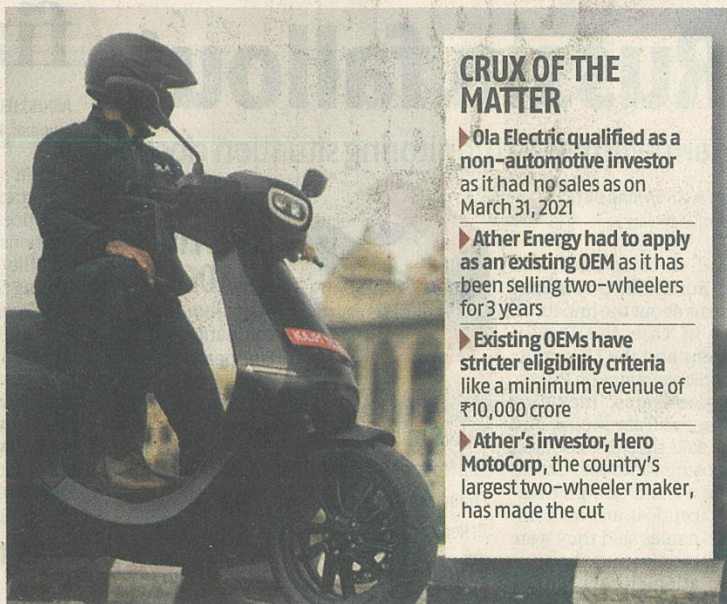 CRUX OF THE
MATTER
Ola Electric qualified as a
non-automotive investor
as it had no sales as on
March 31, 2021
Ather Energy had to apply
as an existing OEM as it has
been selling two-wheelers
for 3 years
Existing OEMs have
stricter eligibility criteria
like a minimum revenue of
₹10,000 crore
Ather's investor, Hero
MotoCorp, the country's
largest two-wheeler maker,
has made the cut